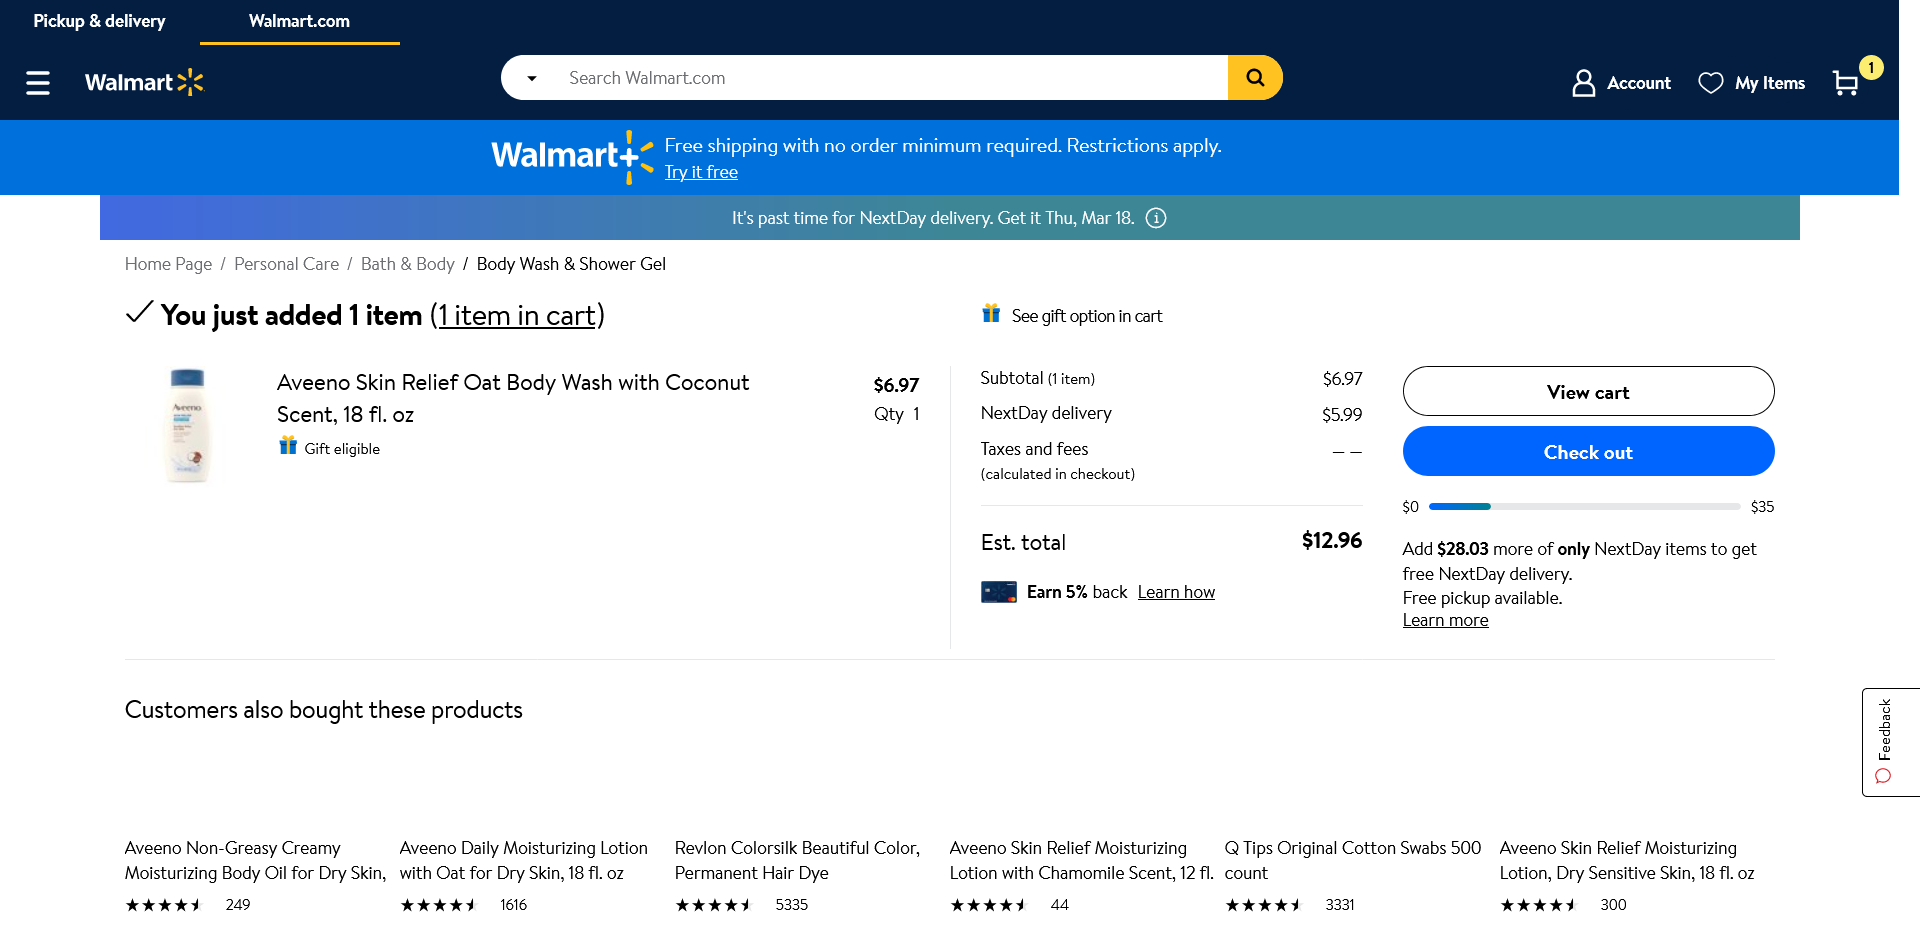 Pickup & delivery
Walmart.com
Walmart
Search Walmart.com
Account
My Items
1
Walmart+
Free shipping with no order minimum required. Restrictions apply.
Try it free
It's past time for NextDay delivery. Get it Thu, Mar 18.
Home Page / Personal Care / Bath & Body / Body Wash & Shower Gel
You just added 1 item (1 item in cart)
See gift option in cart
Aveeno
Aveeno Skin Relief Oat Body Wash with Coconut
Scent, 18 fl. oz
Gift eligible
$6.97
Qty 1
Subtotal (1 item) $6.97
NextDay delivery $5.99
Taxes and fees — —
(calculated in checkout)
Est. total $12.96
Earn 5% back Learn how
View cart
Check out
$0 $35
Add $28.03 more of only NextDay items to get
free NextDay delivery.
Free pickup available.
Learn more
Feedback
Customers also bought these products
Aveeno Non-Greasy Creamy
Moisturizing Body Oil for Dry Skin,
249
Aveeno Daily Moisturizing Lotion
with Oat for Dry Skin, 18 fl. oz
1616
Revlon Colorsilk Beautiful Color,
Permanent Hair Dye
5335
Aveeno Skin Relief Moisturizing
Lotion with Chamomile Scent, 12 fl.
44
Q Tips Original Cotton Swabs 500
count
3331
Aveeno Skin Relief Moisturizing
Lotion, Dry Sensitive Skin, 18 fl. oz
300